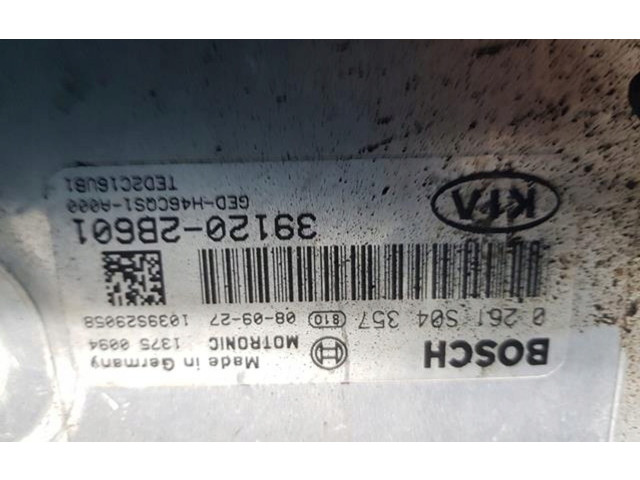 BOSCH
Made in Germany
MOTRONIC 1375 0094
0 261 S04 357 810 08-09-27 1039S29058
KIA
39120-2B601
GED-H46CQS1-A000
TED2C16UB1